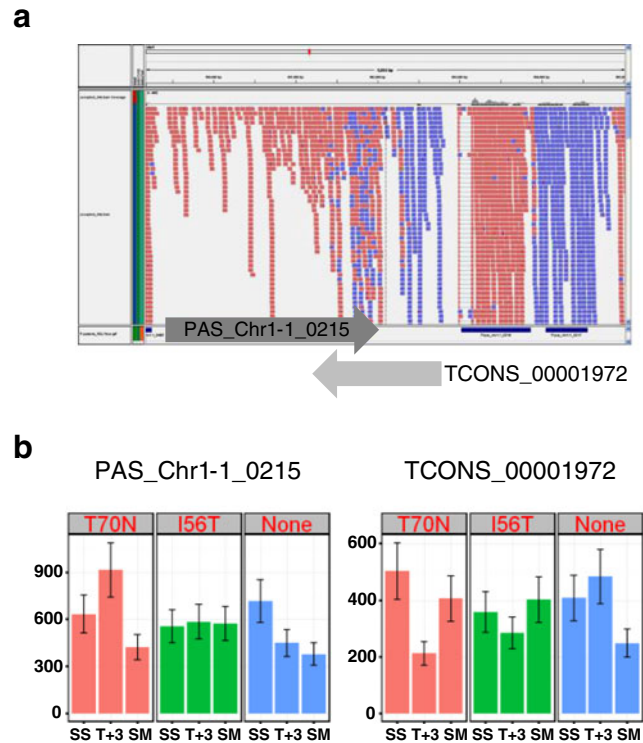 a
PAS_Chr1-1_0215
TCONS_00001972
b
PAS_Chr1-1_0215
TCONS_00001972
T70N I56T None
T70N I56T None
900
600
300
0
600
400
200
0
SS T+3 SM SS T+3 SM SS T+3 SM
SS T+3 SM SS T+3 SM SS T+3 SM